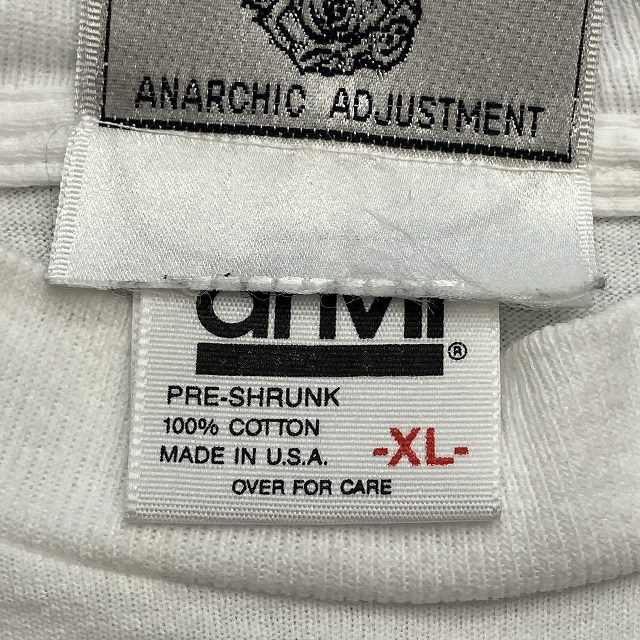 ANARCHIC ADJUSTMENT
anvil
®
PRE-SHRUNK
100% COTTON
MADE IN U.S.A.
-XL-
OVER FOR CARE